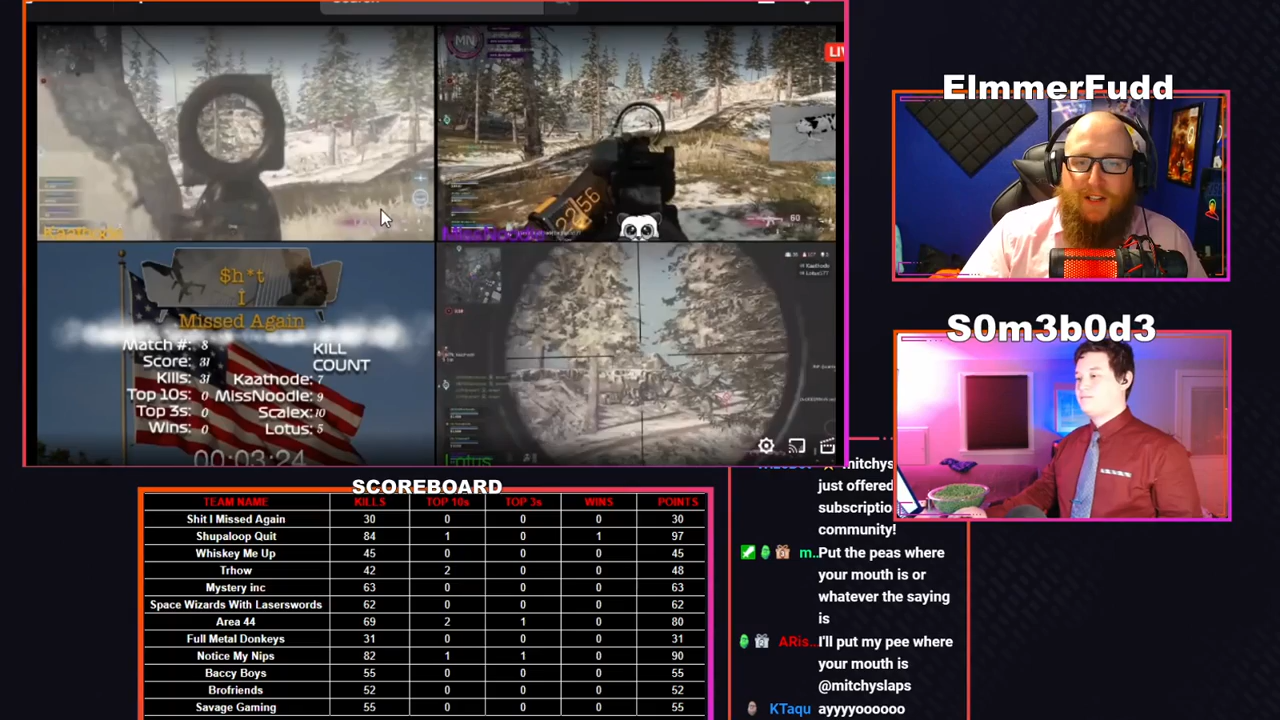 LIV
MN
2256
60
Kaathode
$h*t
I
Missed Again
Match #: 8
Score: 31
Kills: 31
Top 10s: 0
Top 3s: 0
Wins: 0
KILL
COUNT
Kaathode: 7
MissNoodle: 9
Scalex: 10
Lotus: 5
00:03:24
Lotus
ElmmerFudd
S0m3b0d3
SCOREBOARD
TEAM NAME KILLS TOP 10s TOP 3s WINS POINTS
Shit I Missed Again 30 0 0 0 30
Shupaloop Quit 84 1 0 1 97
Whiskey Me Up 45 0 0 0 45
Trhow 42 2 0 0 48
Mystery inc 63 0 0 0 63
Space Wizards With Laserswords 62 0 0 0 62
Area 44 69 2 1 0 80
Full Metal Donkeys 31 0 0 0 31
Notice My Nips 82 1 1 0 90
Baccy Boys 55 0 0 0 55
Brofriends 52 0 0 0 52
Savage Gaming 55 0 0 0 55
mitchys
just offered
subscriptio
community!
m... Put the peas where
your mouth is or
whatever the saying
is
ARis... I'll put my pee where
your mouth is
@mitchyslaps
KTaqu ayyyyoooooo